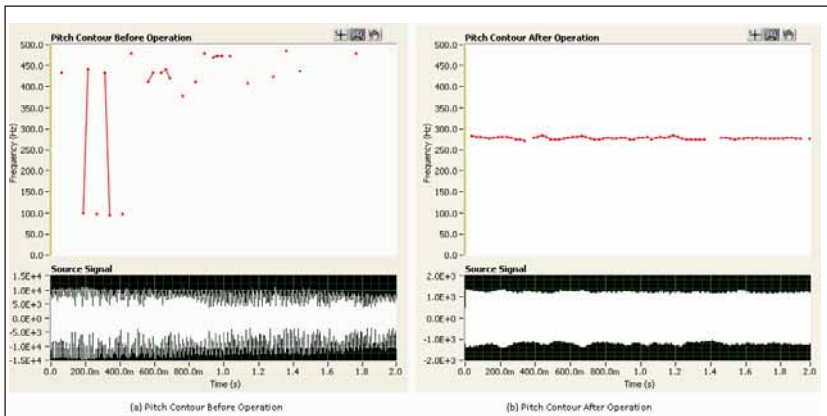 Pitch Contour Before Operation
500.0
450.0
400.0
350.0
300.0
250.0
200.0
150.0
100.0
50.0
0.0
Frequency (Hz)
Source Signal
1.5E+4
1.0E+4
5.0E+3
0.0E+0
-5.0E+3
-1.0E+4
-1.5E+4
0.0 200.0m 400.0m 600.0m 800.0m 1.0 1.2 1.4 1.6 1.8 2.0
Time (s)
(a) Pitch Contour Before Operation
Pitch Contour After Operation
500.0
450.0
400.0
350.0
300.0
250.0
200.0
150.0
100.0
50.0
0.0
Frequency (Hz)
Source Signal
2.0E+3
1.0E+3
0.0E+0
-1.0E+3
-2.0E+3
0.0 200.0m 400.0m 600.0m 800.0m 1.0 1.2 1.4 1.6 1.8 2.0
Time (s)
(b) Pitch Contour After Operation